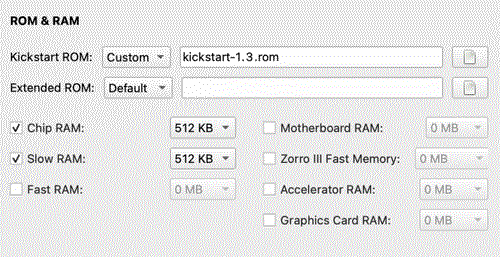 ROM & RAM
Kickstart ROM: Custom kickstart-1.3.rom
Extended ROM: Default
Chip RAM: 512 KB Motherboard RAM: 0 MB
Slow RAM: 512 KB Zorro III Fast Memory: 0 MB
Fast RAM: 0 MB Accelerator RAM: 0 MB
Graphics Card RAM: 0 MB